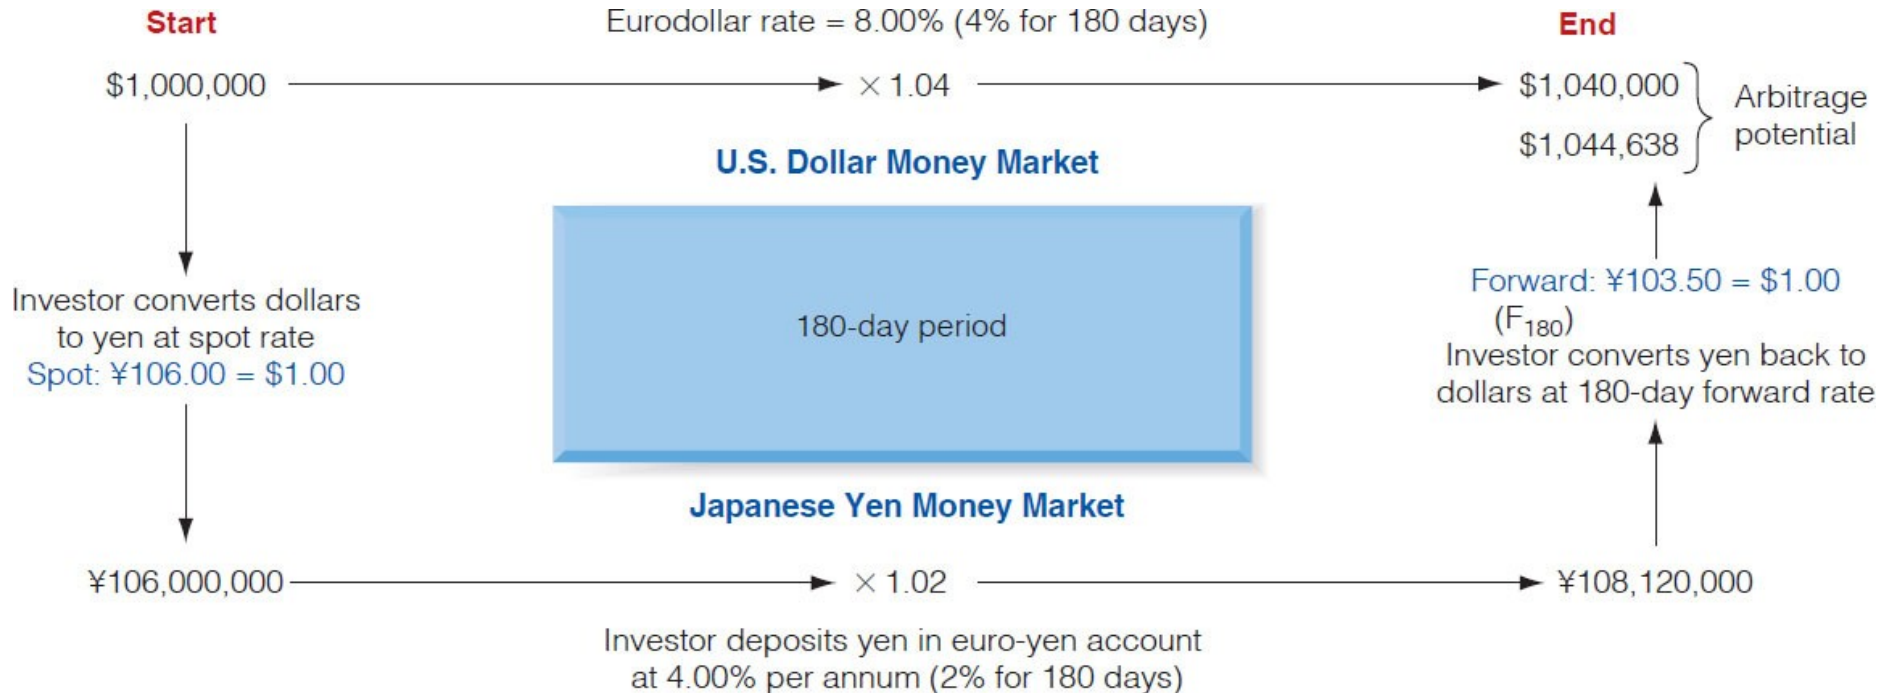 Start
Eurodollar rate = 8.00% (4% for 180 days)
End
$1,000,000
× 1.04
$1,040,000
$1,044,638
Arbitrage
potential
U.S. Dollar Money Market
Investor converts dollars
to yen at spot rate
Spot: ¥106.00 = $1.00
180-day period
Forward: ¥103.50 = $1.00
(F180)
Investor converts yen back to
dollars at 180-day forward rate
Japanese Yen Money Market
¥106,000,000
× 1.02
¥108,120,000
Investor deposits yen in euro-yen account
at 4.00% per annum (2% for 180 days)